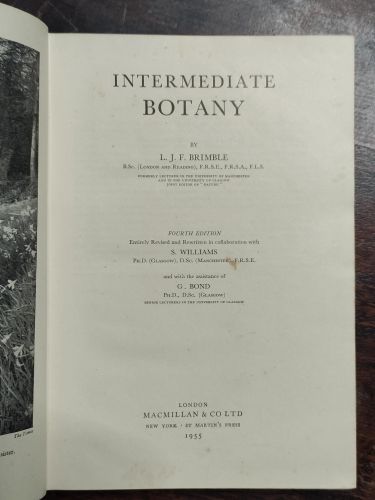 INTERMEDIATE
BOTANY
BY
L. J. F. BRIMBLE
B.Sc. (London and Reading), F.R.S.E., F.R.S.A., F.L.S.
FORMERLY LECTURER IN THE UNIVERSITY OF MANCHESTER
AND IN THE UNIVERSITY OF GLASGOW
JOINT EDITOR OF "NATURE"
FOURTH EDITION
Entirely Revised and Rewritten in collaboration with
S. WILLIAMS
Ph.D. (Glasgow), D.Sc. (Manchester), F.R.S.E.
and with the assistance of
G. BOND
Ph.D., D.Sc. (Glasgow)
SENIOR LECTURERS IN THE UNIVERSITY OF GLASGOW
LONDON
MACMILLAN & CO LTD
NEW YORK · ST MARTIN'S PRESS
1955
The Times